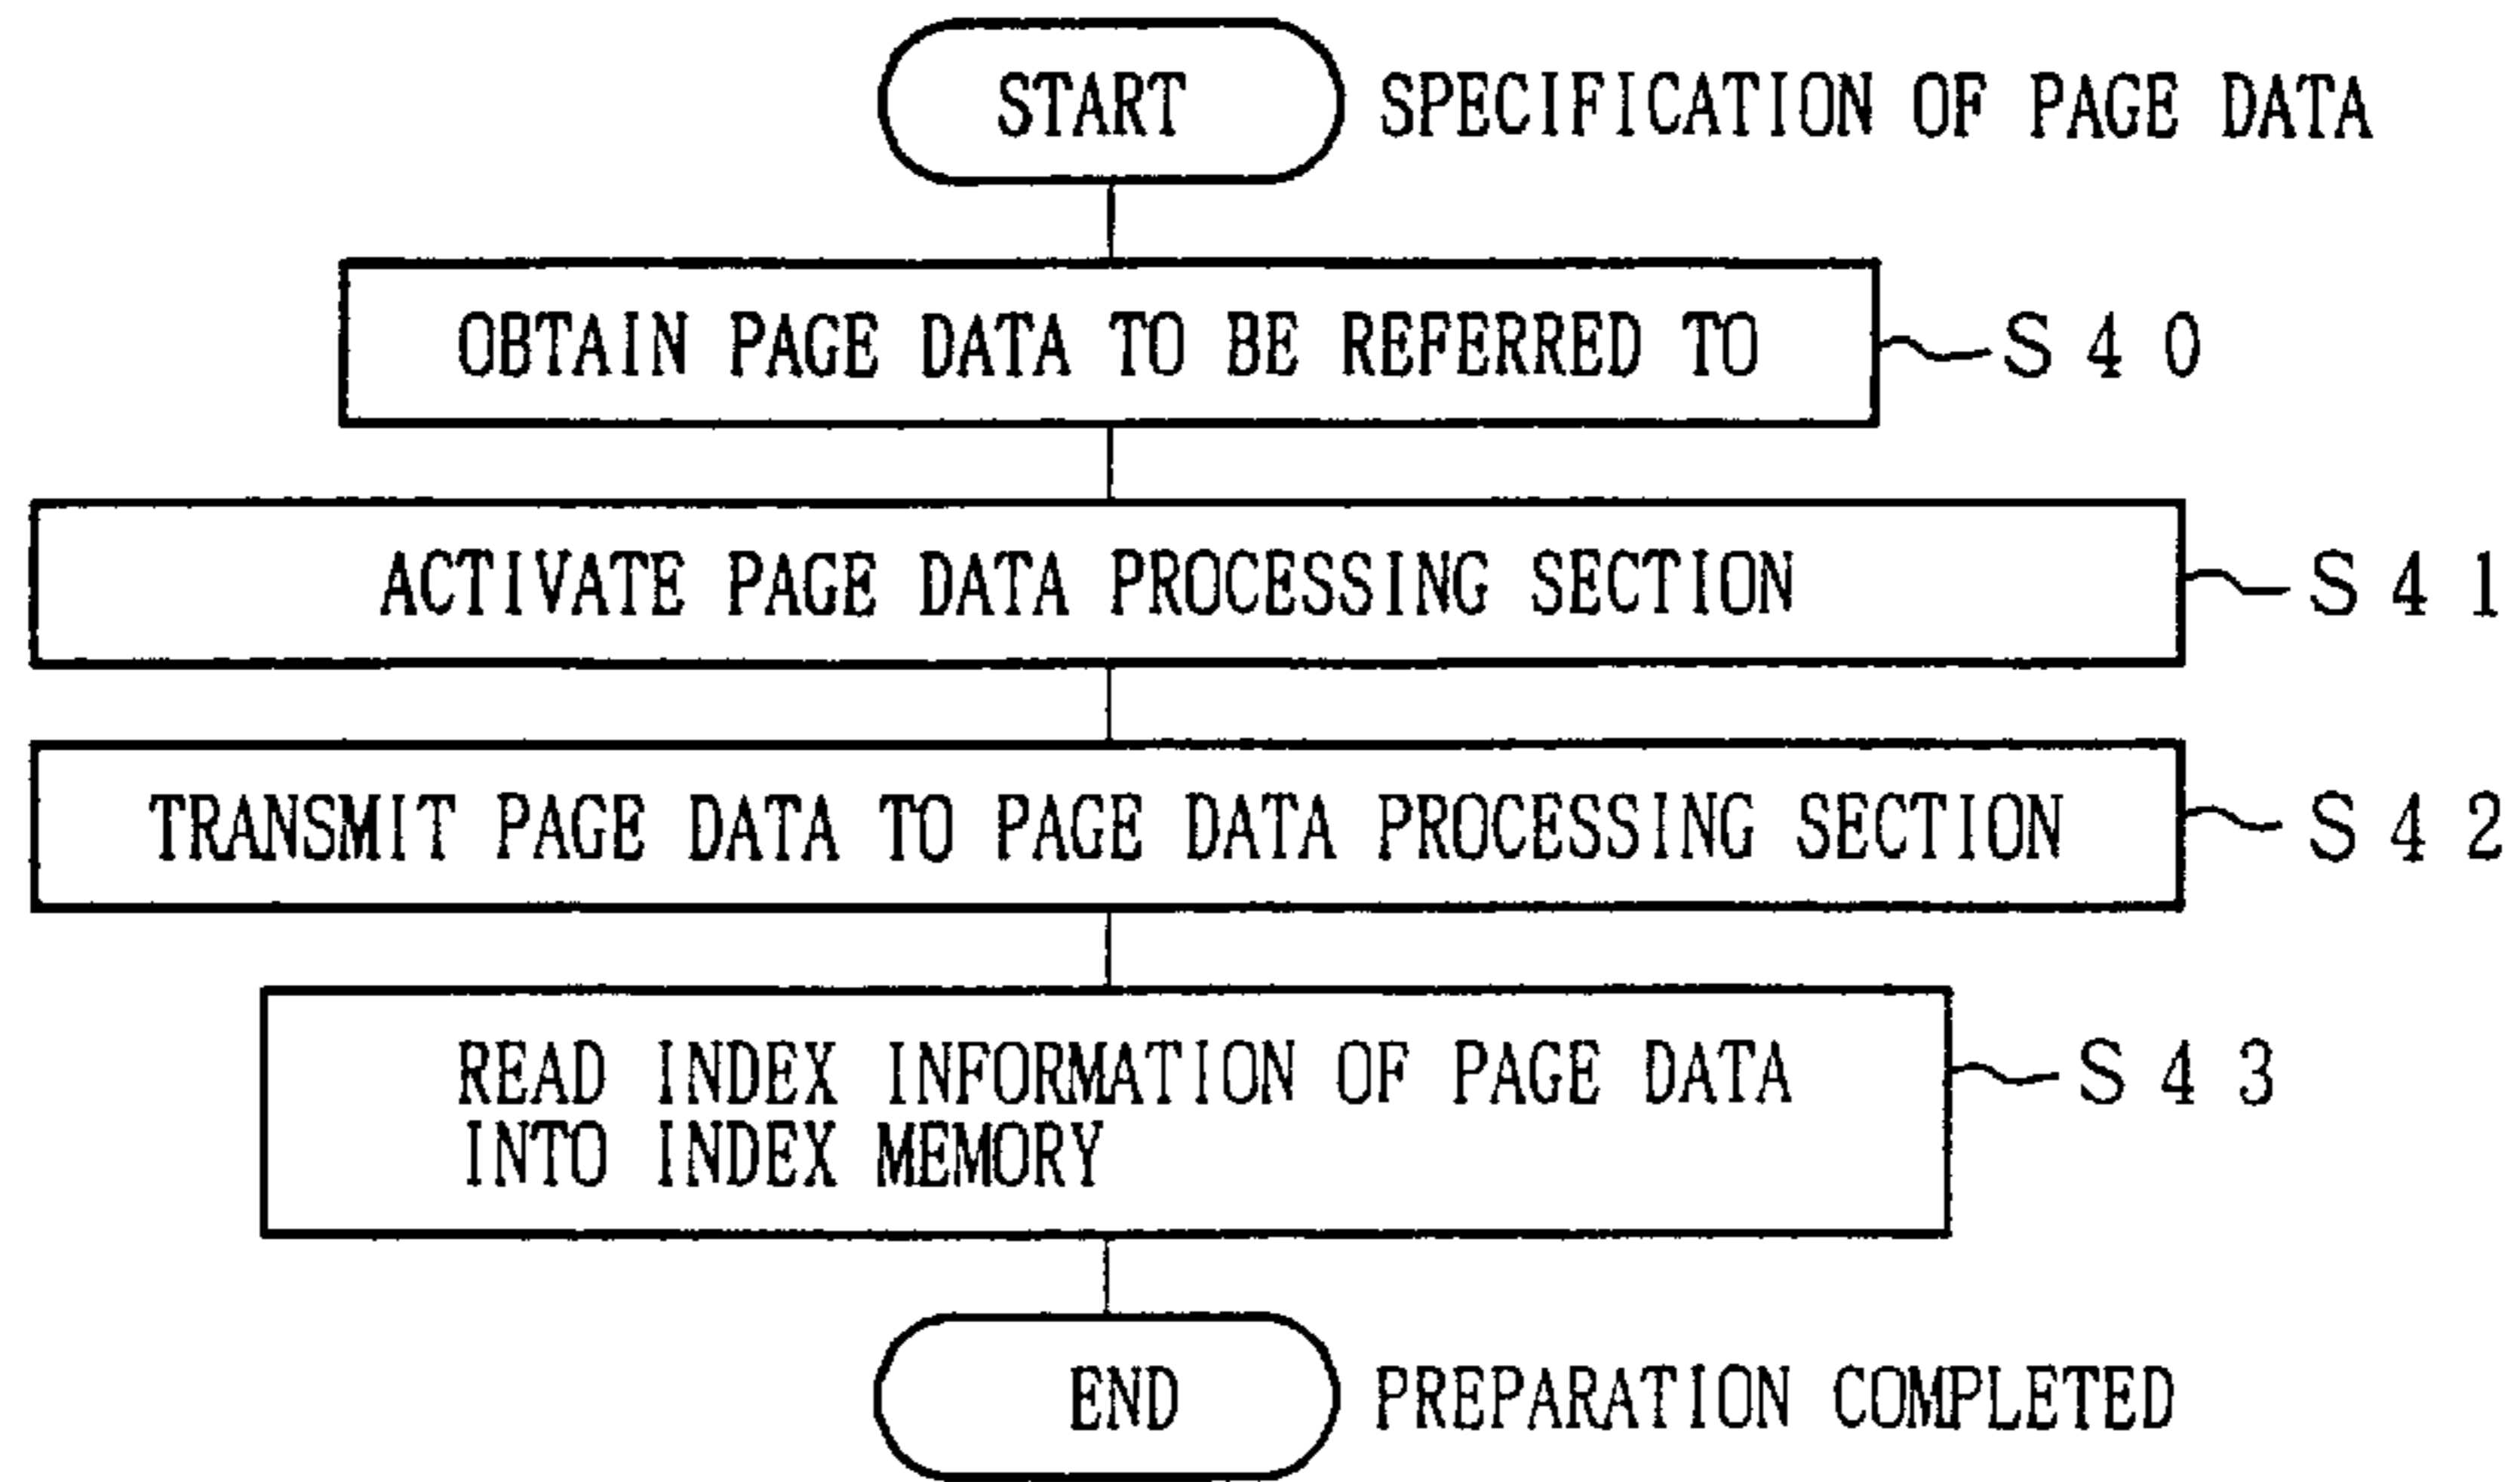 START SPECIFICATION OF PAGE DATA
OBTAIN PAGE DATA TO BE REFERRED TO S40
ACTIVATE PAGE DATA PROCESSING SECTION S41
TRANSMIT PAGE DATA TO PAGE DATA PROCESSING SECTION S42
READ INDEX INFORMATION OF PAGE DATA S43
INTO INDEX MEMORY
END PREPARATION COMPLETED